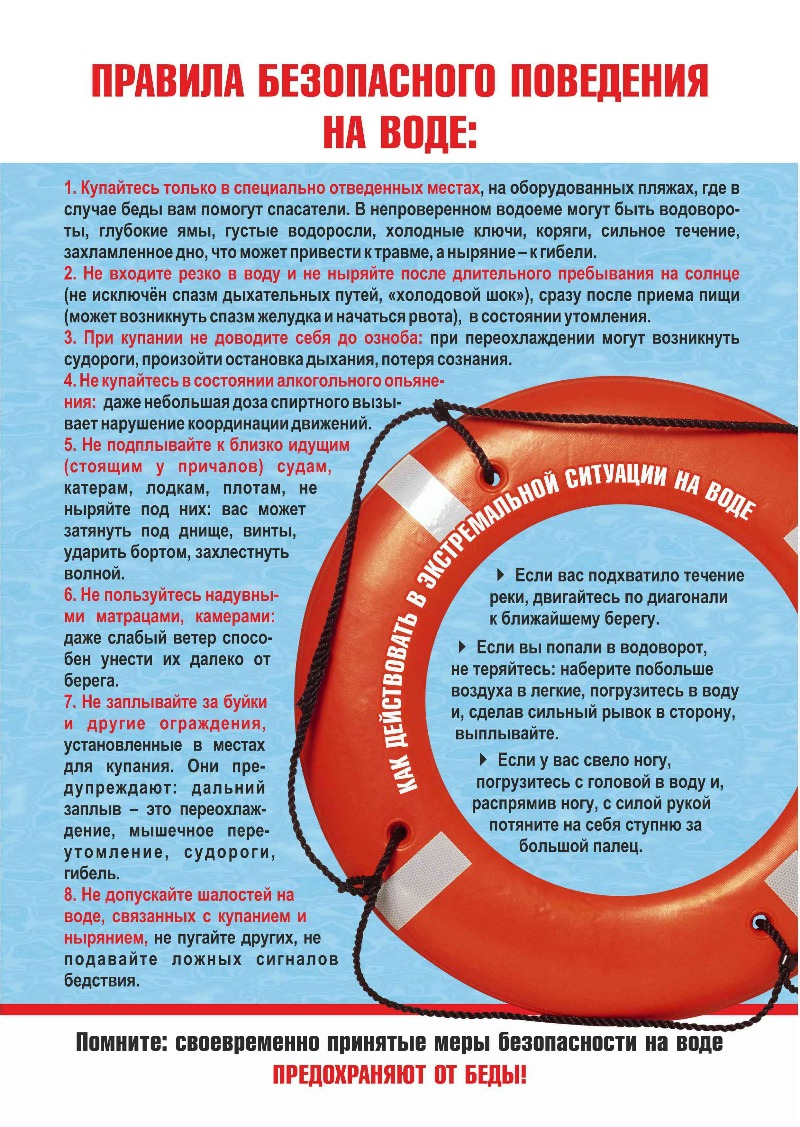 ПРАВИЛА БЕЗОПАСНОГО ПОВЕДЕНИЯ
НА ВОДЕ:
1. Купайтесь только в специально отведенных местах, на оборудованных пляжах, где в
случае беды вам помогут спасатели. В непроверенном водоеме могут быть водоворо-
ты, глубокие ямы, густые водоросли, холодные ключи, коряги, сильное течение,
захламленное дно, что может привести к травме, а ныряние – к гибели.
2. Не входите резко в воду и не ныряйте после длительного пребывания на солнце
(не исключён спазм дыхательных путей, «холодовой шок»), сразу после приема пищи
(может возникнуть спазм желудка и начаться рвота), в состоянии утомления.
3. При купании не доводите себя до озноба: при переохлаждении могут возникнуть
судороги, произойти остановка дыхания, потеря сознания.
4. Не купайтесь в состоянии алкогольного опьяне-
ния: даже небольшая доза спиртного вызы-
вает нарушение координации движений.
5. Не подплывайте к близко идущим
(стоящим у причалов) судам,
катерам, лодкам, плотам, не
ныряйте под них: вас может
затянуть под днище, винты,
ударить бортом, захлестнуть
волной.
6. Не пользуйтесь надувны-
ми матрацами, камерами:
даже слабый ветер спосо-
бен унести их далеко от
берега.
7. Не заплывайте за буйки
и другие ограждения,
установленные в местах
для купания. Они пре-
дупреждают: дальний
заплыв – это переохлаж-
дение, мышечное пере-
утомление, судороги,
гибель.
8. Не допускайте шалостей на
воде, связанных с купанием и
нырянием, не пугайте других, не
подавайте ложных сигналов
бедствия.
КАК ДЕЙСТВОВАТЬ В ЭКСТРЕМАЛЬНОЙ СИТУАЦИИ НА ВОДЕ
Если вас подхватило течение
реки, двигайтесь по диагонали
к ближайшему берегу.
Если вы попали в водоворот,
не теряйтесь: наберите побольше
воздуха в легкие, погрузитесь в воду
и, сделав сильный рывок в сторону,
выплывайте.
Если у вас свело ногу,
погрузитесь с головой в воду и,
распрямив ногу, с силой рукой
потяните на себя ступню за
большой палец.
Помните: своевременно принятые меры безопасности на воде
ПРЕДОХРАНЯЮТ ОТ БЕДЫ!